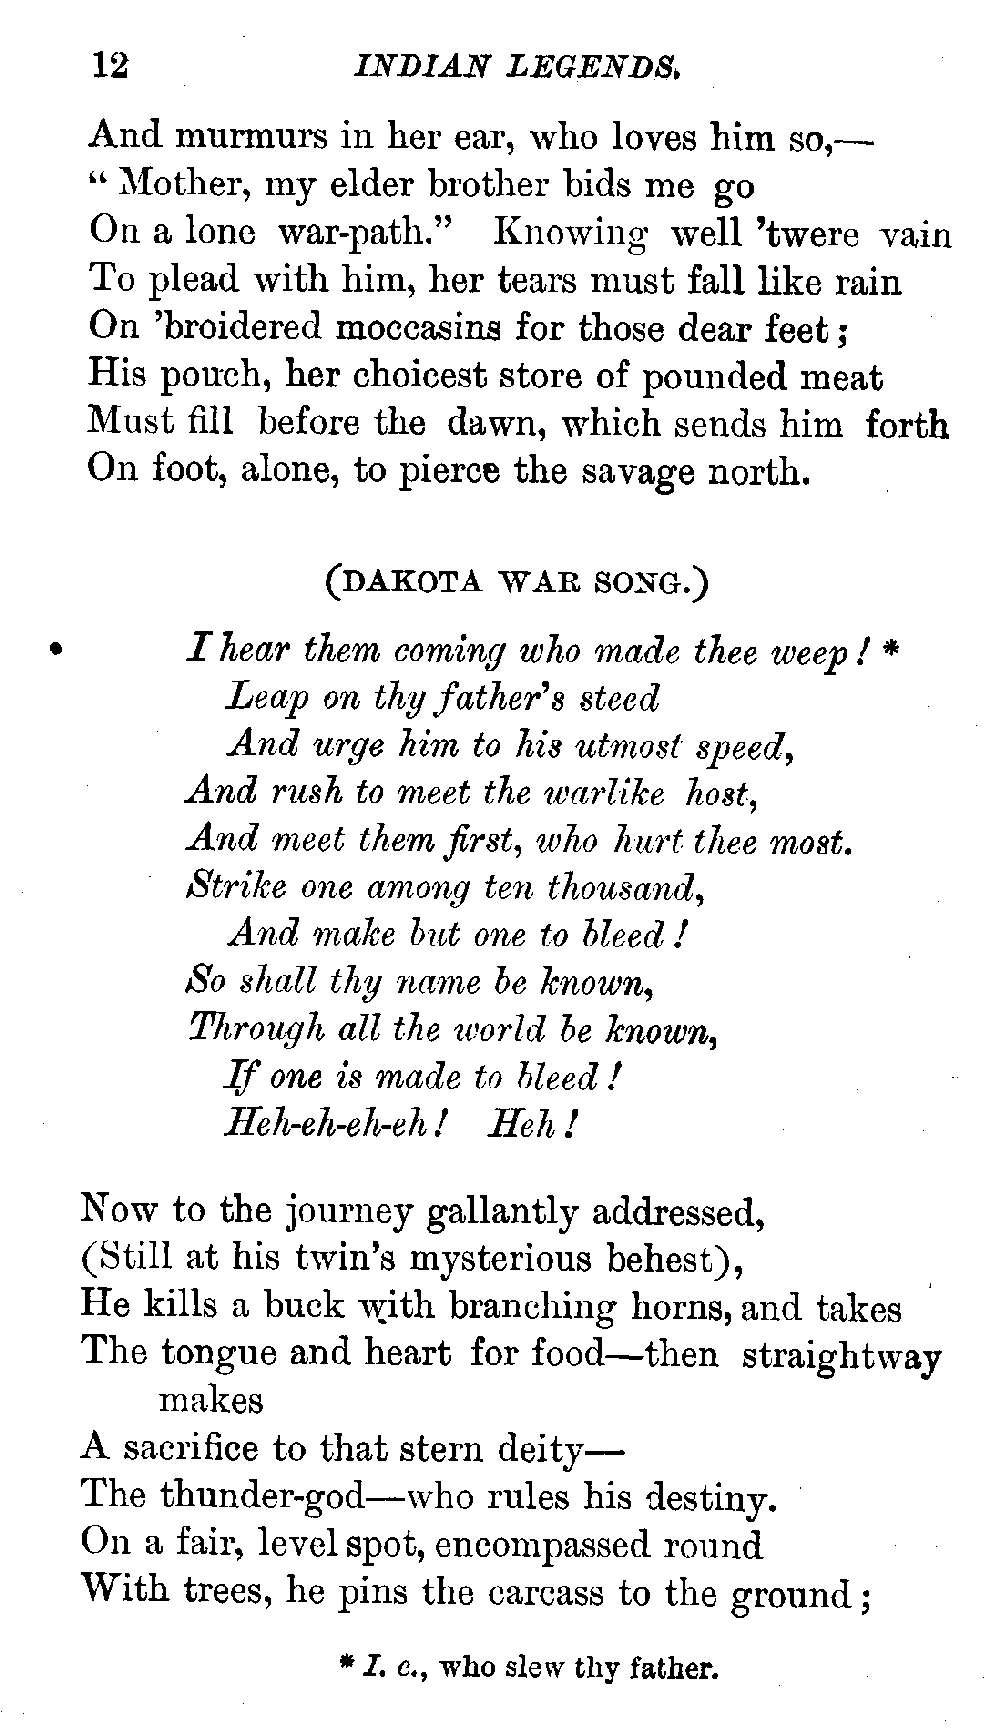 12 INDIAN LEGENDS.
And murmurs in her ear, who loves him so,—
“ Mother, my elder brother bids me go
On a lone war-path.” Knowing well ’twere vain
To plead with him, her tears must fall like rain
On ’broidered moccasins for those dear feet;
His pouch, her choicest store of pounded meat
Must fill before the dawn, which sends him forth
On foot, alone, to pierce the savage north.
(DAKOTA WAR SONG.)
I hear them coming who made thee weep! *
Leap on thy father’s steed
And urge him to his utmost speed,
And rush to meet the warlike host,
And meet them first, who hurt thee most.
Strike one among ten thousand,
And make but one to bleed!
So shall thy name be known,
Through all the world be known,
If one is made to bleed!
Heh-eh-eh-eh! Heh!
Now to the journey gallantly addressed,
(Still at his twin’s mysterious behest),
He kills a buck with branching horns, and takes
The tongue and heart for food—then straightway
makes
A sacrifice to that stern deity—
The thunder-god—who rules his destiny.
On a fair, level spot, encompassed round
With trees, he pins the carcass to the ground;
* I. e., who slew thy father.